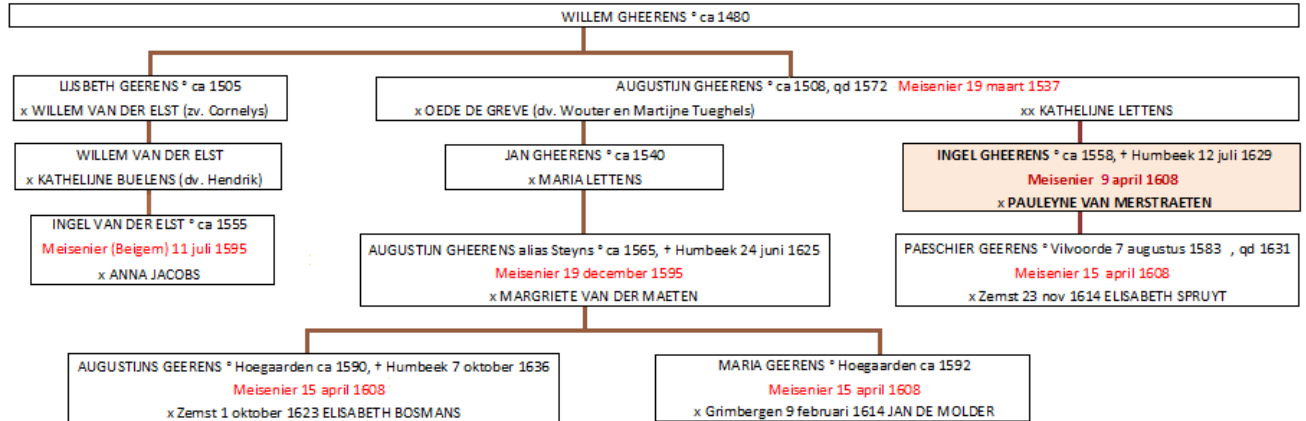 WILLEM GHEERENS ° ca 1480
LIJSBETH GEERENS ° ca 1505
x WILLEM VAN DER ELST (zv. Cornelys)
AUGUSTIJN GHEERENS ° ca 1508, qd 1572 Meisenier 19 maart 1537
x OEDE DE GREVE (dv. Wouter en Martijne Tueghels) xx KATHELIJNE LETTENS
WILLEM VAN DER ELST
x KATHELIJNE BUELENS (dv. Hendrik)
JAN GHEERENS ° ca 1540
x MARIA LETTENS
INGEL GHEERENS ° ca 1558, † Humbeek 12 juli 1629
Meisenier 9 april 1608
x PAULEYNE VAN MERSTRAETEN
INGEL VAN DER ELST ° ca 1555
Meisenier (Beigem) 11 juli 1595
x ANNA JACOBS
AUGUSTIJN GHEERENS alias Steyns ° ca 1565, † Humbeek 24 juni 1625
Meisenier 19 december 1595
x MARGRIETE VAN DER MAETEN
PAESCHIER GEERENS ° Vilvoorde 7 augustus 1583 , qd 1631
Meisenier 15 april 1608
x Zemst 23 nov 1614 ELISABETH SPRUYT
AUGUSTIJNS GEERENS ° Hoegaarden ca 1590, † Humbeek 7 oktober 1636
Meisenier 15 april 1608
x Zemst 1 oktober 1623 ELISABETH BOSMANS
MARIA GEERENS ° Hoegaarden ca 1592
Meisenier 15 april 1608
x Grimbergen 9 februari 1614 JAN DE MOLDER